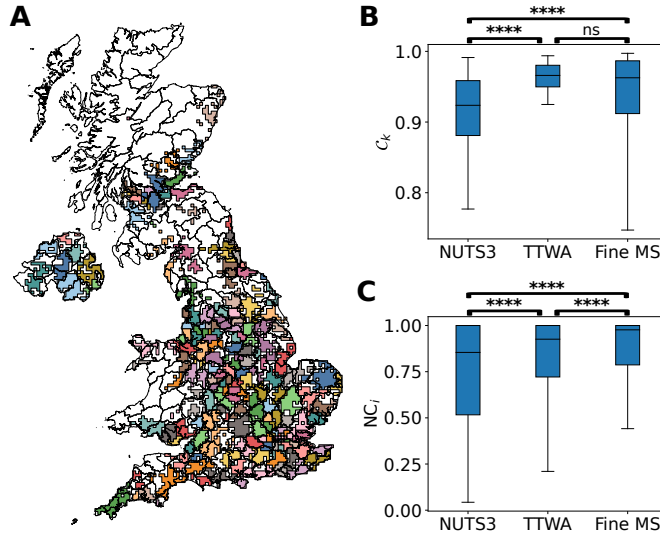 A
B
****
****
ns
1.0
0.9
0.8
C_k
NUTS3
TTWA
Fine MS
C
****
****
****
1.00
0.75
0.50
0.25
0.00
NC_i
NUTS3
TTWA
Fine MS